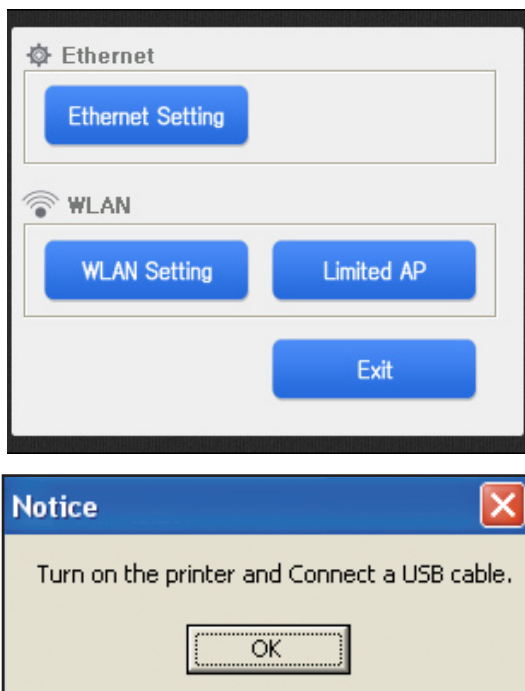 Ethernet
Ethernet Setting
WLAN
WLAN Setting Limited AP
Exit
Notice
Turn on the printer and Connect a USB cable.
OK